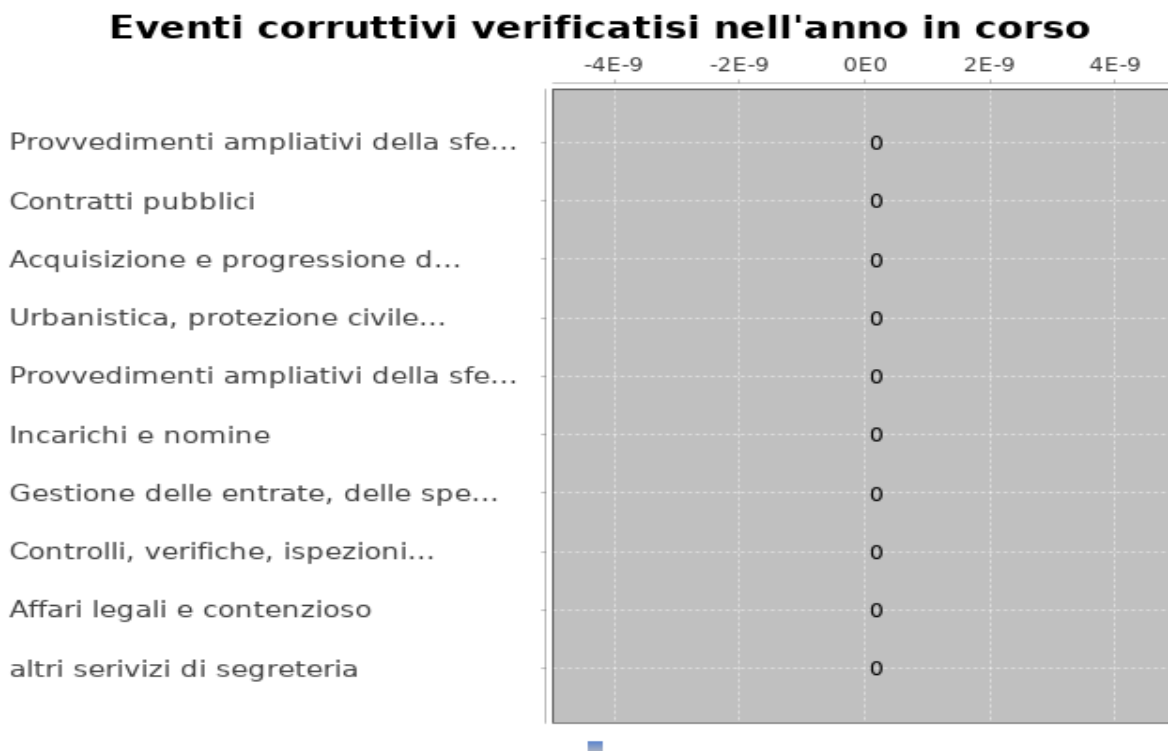 Eventi corruttivi verificatisi nell'anno in corso
-4E-9 -2E-9 0E0 2E-9 4E-9
Provvedimenti ampliativi della sfe... 0
Contratti pubblici 0
Acquisizione e progressione d... 0
Urbanistica, protezione civile... 0
Provvedimenti ampliativi della sfe... 0
Incarichi e nomine 0
Gestione delle entrate, delle spe... 0
Controlli, verifiche, ispezioni... 0
Affari legali e contenzioso 0
altri serivizi di segreteria 0